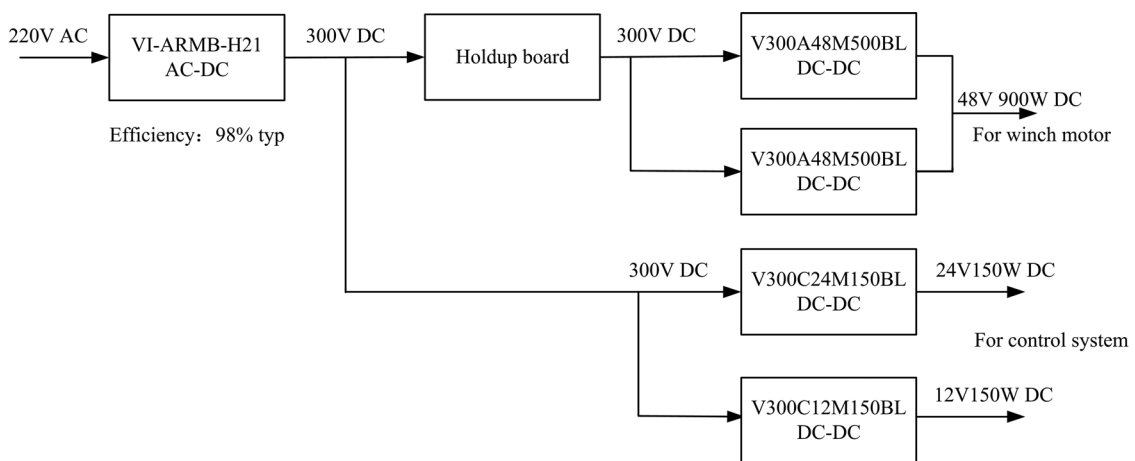 220V AC
VI-ARMB-H21
AC-DC
Efficiency：98% typ
300V DC
Holdup board
300V DC
V300A48M500BL
DC-DC
V300A48M500BL
DC-DC
48V 900W DC
For winch motor
300V DC
V300C24M150BL
DC-DC
24V150W DC
For control system
V300C12M150BL
DC-DC
12V150W DC